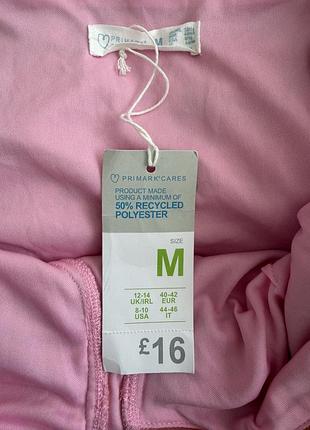 PRIMARK M
PRIMARK®CARES
PRODUCT MADE
USING A MINIMUM OF
50% RECYCLED
POLYESTER
SIZE
M
12-14 40-42
UK/IRL EUR
8-10 44-46
USA IT
£16